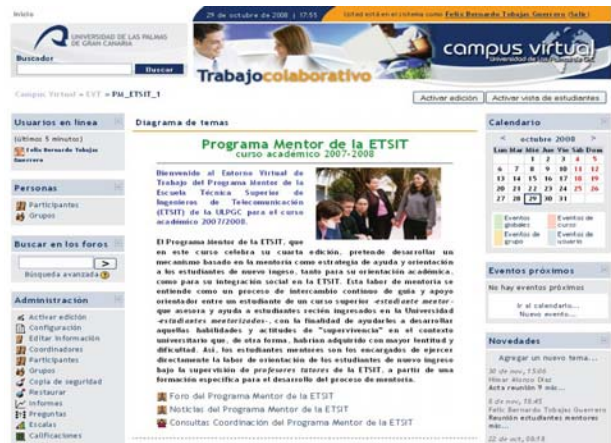 Inicio
29 de octubre de 2008 | 17:55
Usted está en el sistema como Felix Bernardo Tobajas Guerrero (Salir)
UNIVERSIDAD DE LAS PALMAS
DE GRAN CANARIA
Buscador
Buscar
Trabajocolaborativo
campus virtual
Universidad de Las Palmas de G.C.
Campus Virtual » EVT » PM_ETSIT_1
Activar edición
Activar vista de estudiantes
Usuarios en línea
(últimos 5 minutos)
Felix Bernardo Tobajas
Guerrero
Personas
Participantes
Grupos
Buscar en los foros
>
Búsqueda avanzada
Administración
Activar edición
Configuración
Editar información
Coordinadores
Participantes
Grupos
Copia de seguridad
Restaurar
Informes
Preguntas
Escalas
Calificaciones
Diagrama de temas
Programa Mentor de la ETSIT
curso académico 2007-2008
Bienvenido al Entorno Virtual de
Trabajo del Programa Mentor de la
Escuela Técnica Superior de
Ingenieros de Telecomunicación
(ETSIT) de la ULPGC para el curso
académico 2007/2008.
El Programa Mentor de la ETSIT, que
en este curso celebra su cuarta edición, pretende desarrollar un
mecanismo basado en la mentoría como estrategia de ayuda y orientación
a los estudiantes de nuevo ingreso, tanto para su orientación académica,
como para su integración social en la ETSIT. Esta labor de mentoría se
entiende como un proceso de intercambio continuo de guía y apoyo
orientador entre un estudiante de un curso superior -estudiante mentor-
que asesora y ayuda a estudiantes recién ingresados en la Universidad
-estudiantes mentorizados-, con la finalidad de ayudarles a desarrollar
aquellas habilidades y actitudes de "supervivencia" en el contexto
universitario que, de otra forma, habrían adquirido con mayor lentitud y
dificultad. Así, los estudiantes mentores son los encargados de ejercer
directamente la labor de orientación de los estudiantes de nuevo ingreso
bajo la supervisión de profesores tutores de la ETSIT, a partir de una
formación específica para el desarrollo del proceso de mentoría.
Foro del Programa Mentor de la ETSIT
Noticias del Programa Mentor de la ETSIT
Consultas Coordinación del Programa Mentor de la ETSIT
Calendario
< octubre 2008 >
Lun Mar Mié Jue Vie Sáb Dom
1 2 3 4 5
6 7 8 9 10 11 12
13 14 15 16 17 18 19
20 21 22 23 24 25 26
27 28 29 30 31
Eventos globales
Eventos de curso
Eventos de grupo
Eventos de usuario
Eventos próximos
No hay eventos próximos
Ir al calendario...
Nuevo evento...
Novedades
Agregar un nuevo tema...
Himar Alonso Díaz
Acta reunión 9 más...
Felix Bernardo Tobajas Guerrero
Reunión estudiantes mentores
más...
22 de oct, 08:18